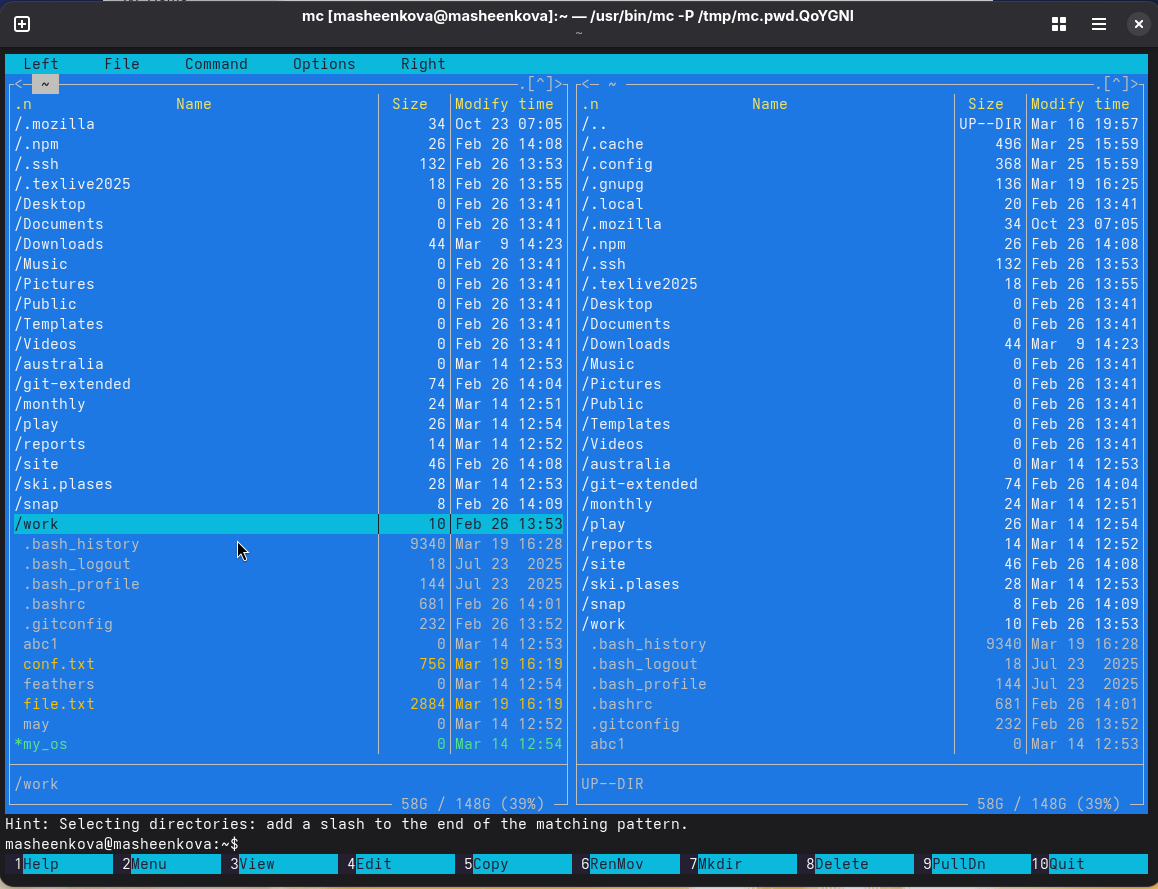 mc [masheenkova@masheenkova]:~ — /usr/bin/mc -P /tmp/mc.pwd.QoYGNI
~
Left File Command Options Right
<— ~ .[^]> <— ~ .[^]>
.n Name Size Modify time .n Name Size Modify time
/.mozilla 34 Oct 23 07:05 /.. UP--DIR Mar 16 19:57
/.npm 26 Feb 26 14:08 /.cache 496 Mar 25 15:59
/.ssh 132 Feb 26 13:53 /.config 368 Mar 25 15:59
/.texlive2025 18 Feb 26 13:55 /.gnupg 136 Mar 19 16:25
/Desktop 0 Feb 26 13:41 /.local 20 Feb 26 13:41
/Documents 0 Feb 26 13:41 /.mozilla 34 Oct 23 07:05
/Downloads 44 Mar 9 14:23 /.npm 26 Feb 26 14:08
/Music 0 Feb 26 13:41 /.ssh 132 Feb 26 13:53
/Pictures 0 Feb 26 13:41 /.texlive2025 18 Feb 26 13:55
/Public 0 Feb 26 13:41 /Desktop 0 Feb 26 13:41
/Templates 0 Feb 26 13:41 /Documents 0 Feb 26 13:41
/Videos 0 Feb 26 13:41 /Downloads 44 Mar 9 14:23
/australia 0 Mar 14 12:53 /Music 0 Feb 26 13:41
/git-extended 74 Feb 26 14:04 /Pictures 0 Feb 26 13:41
/monthly 24 Mar 14 12:51 /Public 0 Feb 26 13:41
/play 26 Mar 14 12:54 /Templates 0 Feb 26 13:41
/reports 14 Mar 14 12:52 /Videos 0 Feb 26 13:41
/site 46 Feb 26 14:08 /australia 0 Mar 14 12:53
/ski.plases 28 Mar 14 12:53 /git-extended 74 Feb 26 14:04
/snap 8 Feb 26 14:09 /monthly 24 Mar 14 12:51
/work 10 Feb 26 13:53 /play 26 Mar 14 12:54
.bash_history 9340 Mar 19 16:28 /reports 14 Mar 14 12:52
.bash_logout 18 Jul 23 2025 /site 46 Feb 26 14:08
.bash_profile 144 Jul 23 2025 /ski.plases 28 Mar 14 12:53
.bashrc 681 Feb 26 14:01 /snap 8 Feb 26 14:09
.gitconfig 232 Feb 26 13:52 /work 10 Feb 26 13:53
abc1 0 Mar 14 12:53 .bash_history 9340 Mar 19 16:28
conf.txt 756 Mar 19 16:19 .bash_logout 18 Jul 23 2025
feathers 0 Mar 14 12:54 .bash_profile 144 Jul 23 2025
file.txt 2884 Mar 19 16:19 .bashrc 681 Feb 26 14:01
may 0 Mar 14 12:52 .gitconfig 232 Feb 26 13:52
*my_os 0 Mar 14 12:54 abc1 0 Mar 14 12:53
/work UP--DIR
58G / 148G (39%) 58G / 148G (39%)
Hint: Selecting directories: add a slash to the end of the matching pattern.
masheenkova@masheenkova:~$
1Help 2Menu 3View 4Edit 5Copy 6RenMov 7Mkdir 8Delete 9PullDn 10Quit